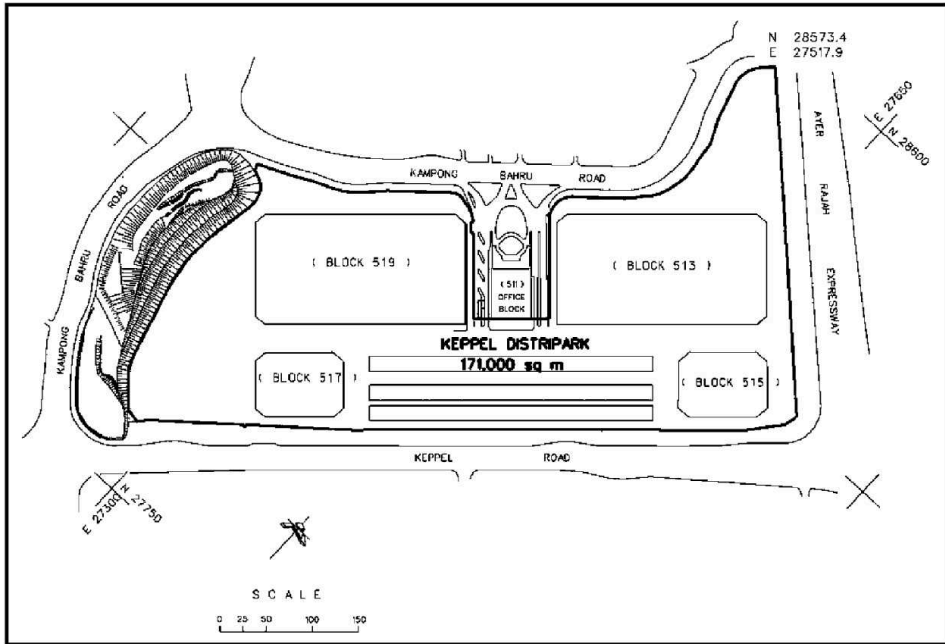 N 28573.4
E 27517.9
E 27650
N 28600
AYER
RAJAH
EXPRESSWAY
KAMPONG
BAHRU
ROAD
KAMPONG
BAHRU
ROAD
( BLOCK 519 )
( BLOCK 513 )
(511)
OFFICE
BLOCK
KEPPEL DISTRIPARK
171,000 sq m
( BLOCK 517 )
( BLOCK 515 )
KEPPEL
ROAD
N 27750
E 27300
SCALE
0 25 50 100 150